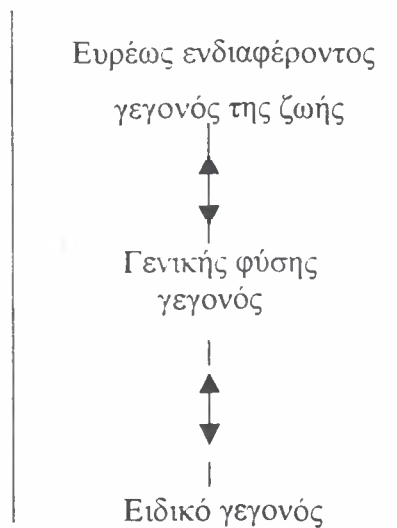 Ευρέως ενδιαφέροντος
γεγονός της ζωής
Γενικής φύσης
γεγονός
Ειδικό γεγονός